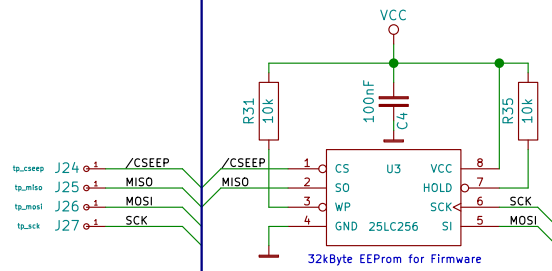 VCC
R31 10k
100nF C4
R35 10k
tp_cseep J24 1 /CSEEP
tp_miso J25 1 MISO
tp_mosi J26 1 MOSI
tp_sck J27 1 SCK
/CSEEP 1 CS U3 VCC 8
MISO 2 SO HOLD 7
3 WP SCK 6 SCK
4 GND 25LC256 SI 5 MOSI
32kByte EEProm for Firmware